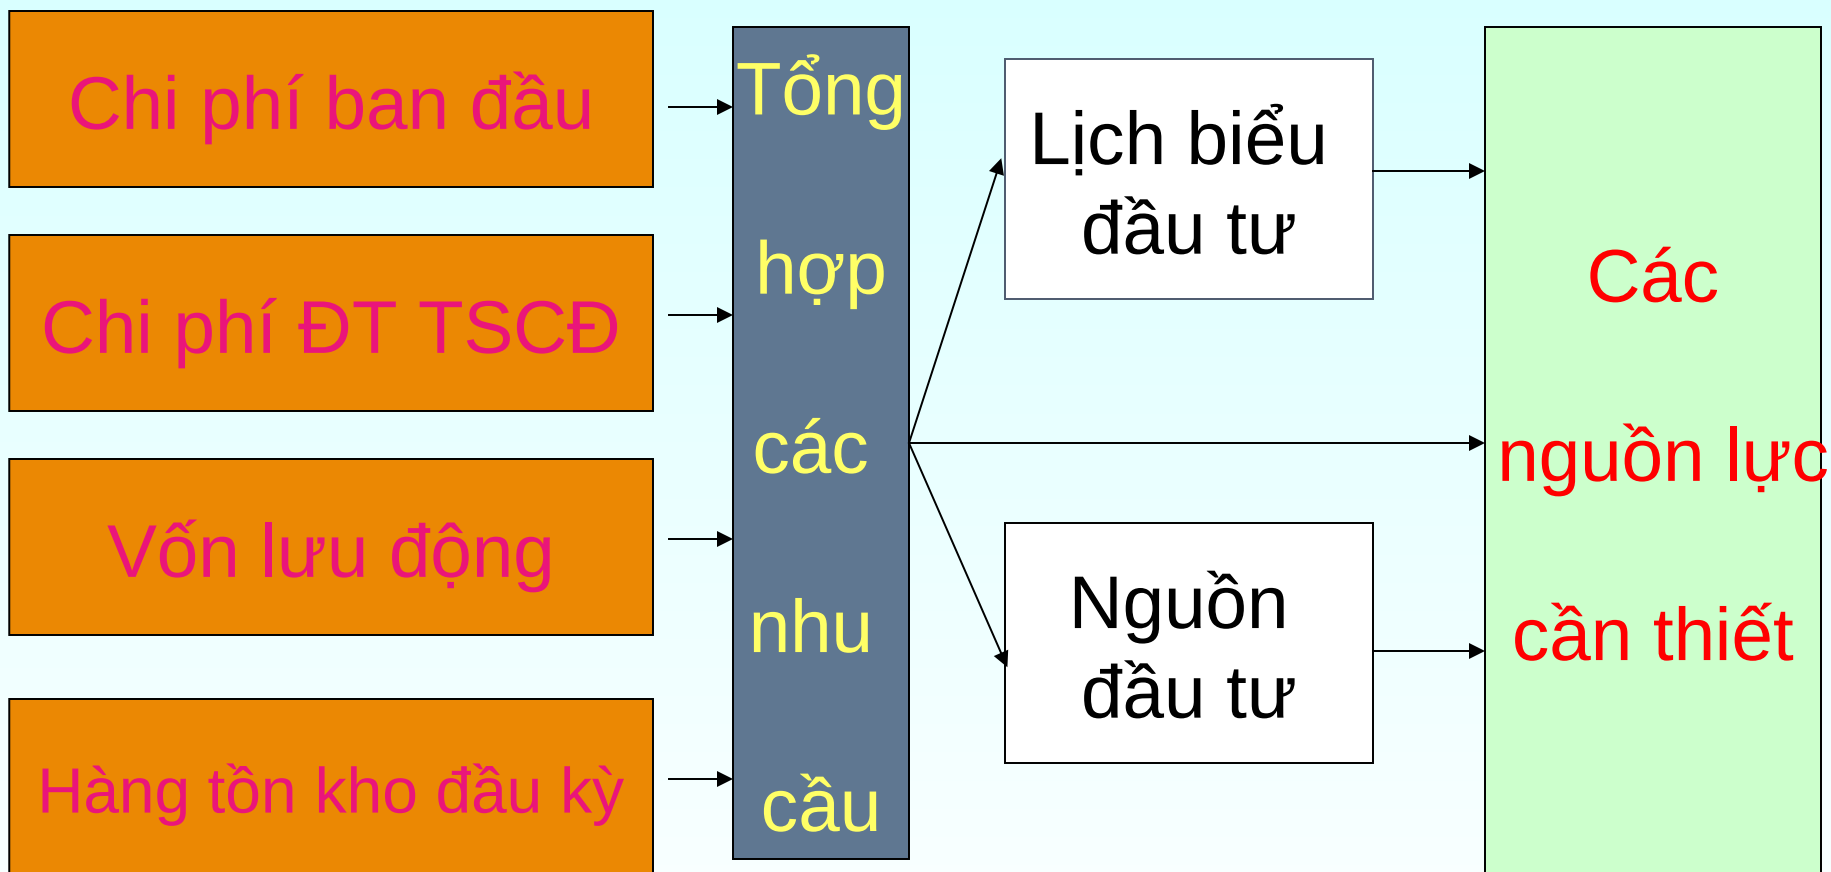 Chi phí ban đầu
Chi phí ĐT TSCĐ
Vốn lưu động
Hàng tồn kho đầu kỳ
Tổng
hợp
các
nhu
cầu
Lịch biểu
đầu tư
Nguồn
đầu tư
Các
nguồn lực
cần thiết